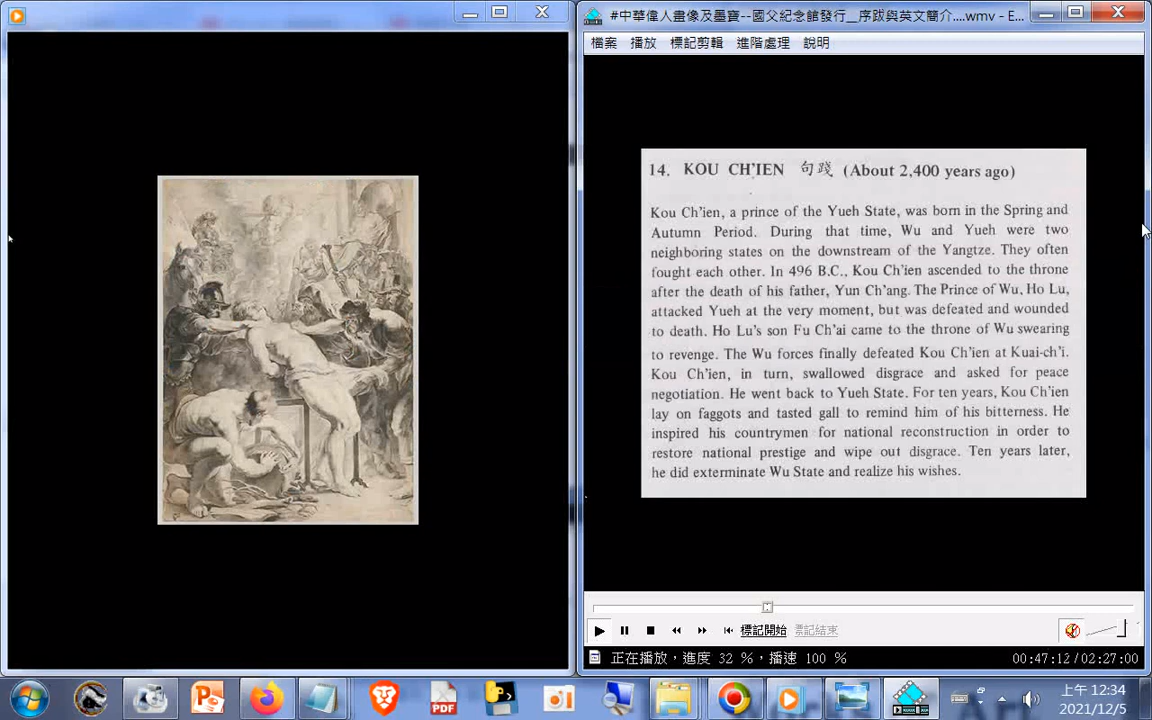 #中華偉人畫像及墨寶--國父紀念館發行__序跋與英文簡介....wmv - E...
檔案 播放 標記剪輯 進階處理 說明
14. KOU CH'IEN 句踐 (About 2,400 years ago)
Kou Ch'ien, a prince of the Yueh State, was born in the Spring and
Autumn Period. During that time, Wu and Yueh were two
neighboring states on the downstream of the Yangtze. They often
fought each other. In 496 B.C., Kou Ch'ien ascended to the throne
after the death of his father, Yun Ch'ang. The Prince of Wu, Ho Lu,
attacked Yueh at the very moment, but was defeated and wounded
to death. Ho Lu's son Fu Ch'ai came to the throne of Wu swearing
to revenge. The Wu forces finally defeated Kou Ch'ien at Kuai-ch'i.
Kou Ch'ien, in turn, swallowed disgrace and asked for peace
negotiation. He went back to Yueh State. For ten years, Kou Ch'ien
lay on faggots and tasted gall to remind him of his bitterness. He
inspired his countrymen for national reconstruction in order to
restore national prestige and wipe out disgrace. Ten years later,
he did exterminate Wu State and realize his wishes.
標記開始 標記結束
正在播放，進度 32 %，播速 100 % 00:47:12 / 02:27:00
PDF
上午 12:34
2021/12/5